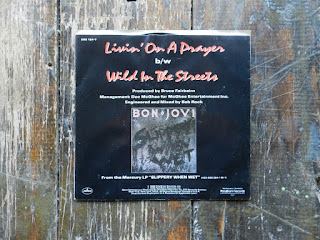 Livin' On A Prayer
b/w
Wild In The Streets
Produced by Bruce Fairbairn
Management: Doc McGhee for McGhee Entertainment Inc.
Engineered and Mixed by Bob Rock
BON JOVI
From the Mercury LP "SLIPPERY WHEN WET"